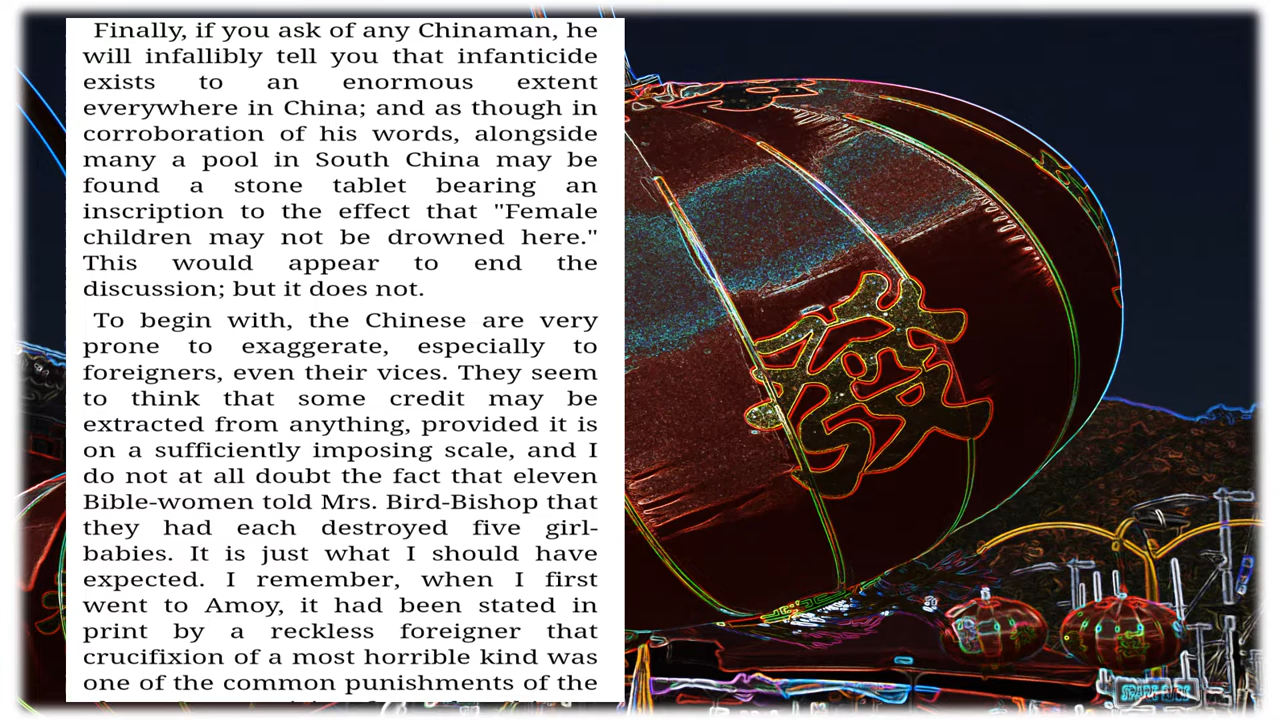 Finally, if you ask of any Chinaman, he
will infallibly tell you that infanticide
exists to an enormous extent
everywhere in China; and as though in
corroboration of his words, alongside
many a pool in South China may be
found a stone tablet bearing an
inscription to the effect that "Female
children may not be drowned here."
This would appear to end the
discussion; but it does not.
To begin with, the Chinese are very
prone to exaggerate, especially to
foreigners, even their vices. They seem
to think that some credit may be
extracted from anything, provided it is
on a sufficiently imposing scale, and I
do not at all doubt the fact that eleven
Bible-women told Mrs. Bird-Bishop that
they had each destroyed five girl-
babies. It is just what I should have
expected. I remember, when I first
went to Amoy, it had been stated in
print by a reckless foreigner that
crucifixion of a most horrible kind was
one of the common punishments of the
發